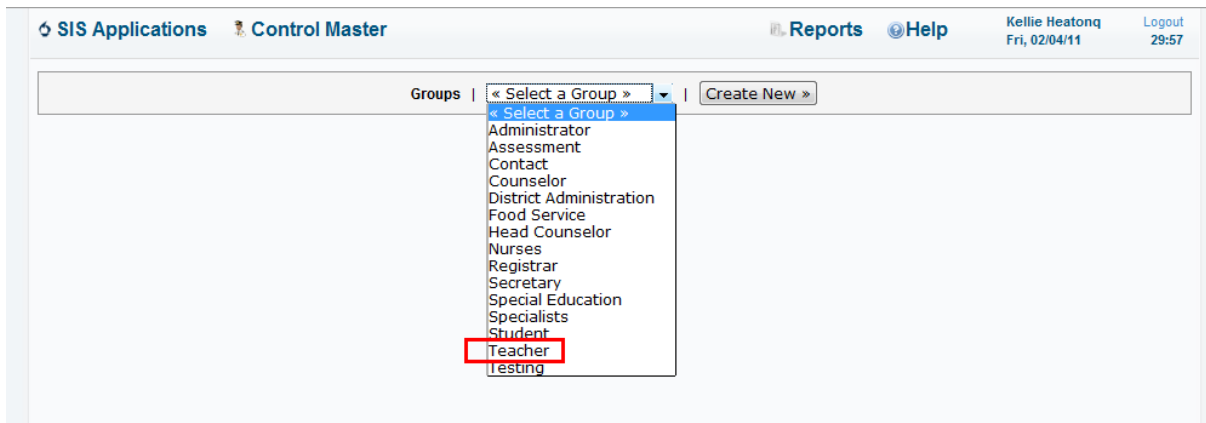 SIS Applications Control Master Reports Help Kellie Heatonq Logout
Fri, 02/04/11 29:57
Groups | « Select a Group » | Create New »
« Select a Group »
Administrator
Assessment
Contact
Counselor
District Administration
Food Service
Head Counselor
Nurses
Registrar
Secretary
Special Education
Specialists
Student
Teacher
Testing